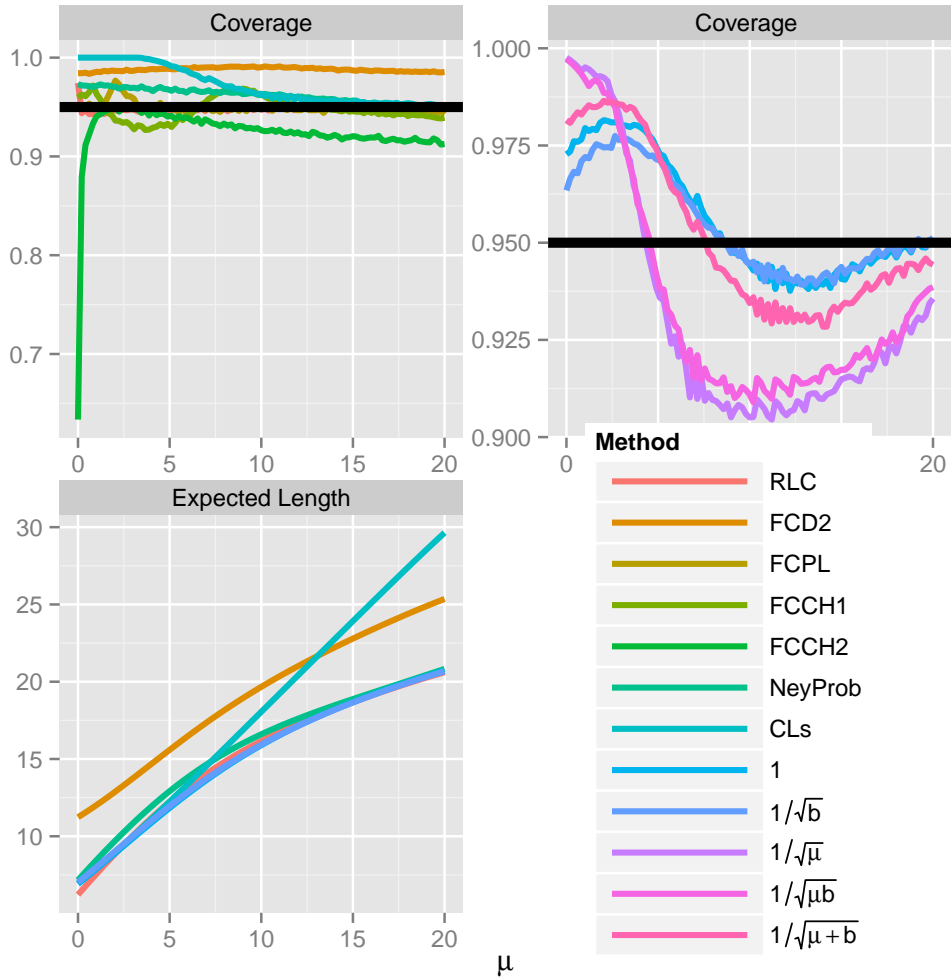 Coverage
1.0
0.9
0.8
0.7
0 5 10 15 20
Coverage
1.000
0.975
0.950
0.925
0.900
0 20
Expected Length
30
25
20
15
10
0 5 10 15 20
μ
Method
RLC
FCD2
FCPL
FCCH1
FCCH2
NeyProb
CLs
1
1/√b
1/√μ
1/√μb
1/√μ + b